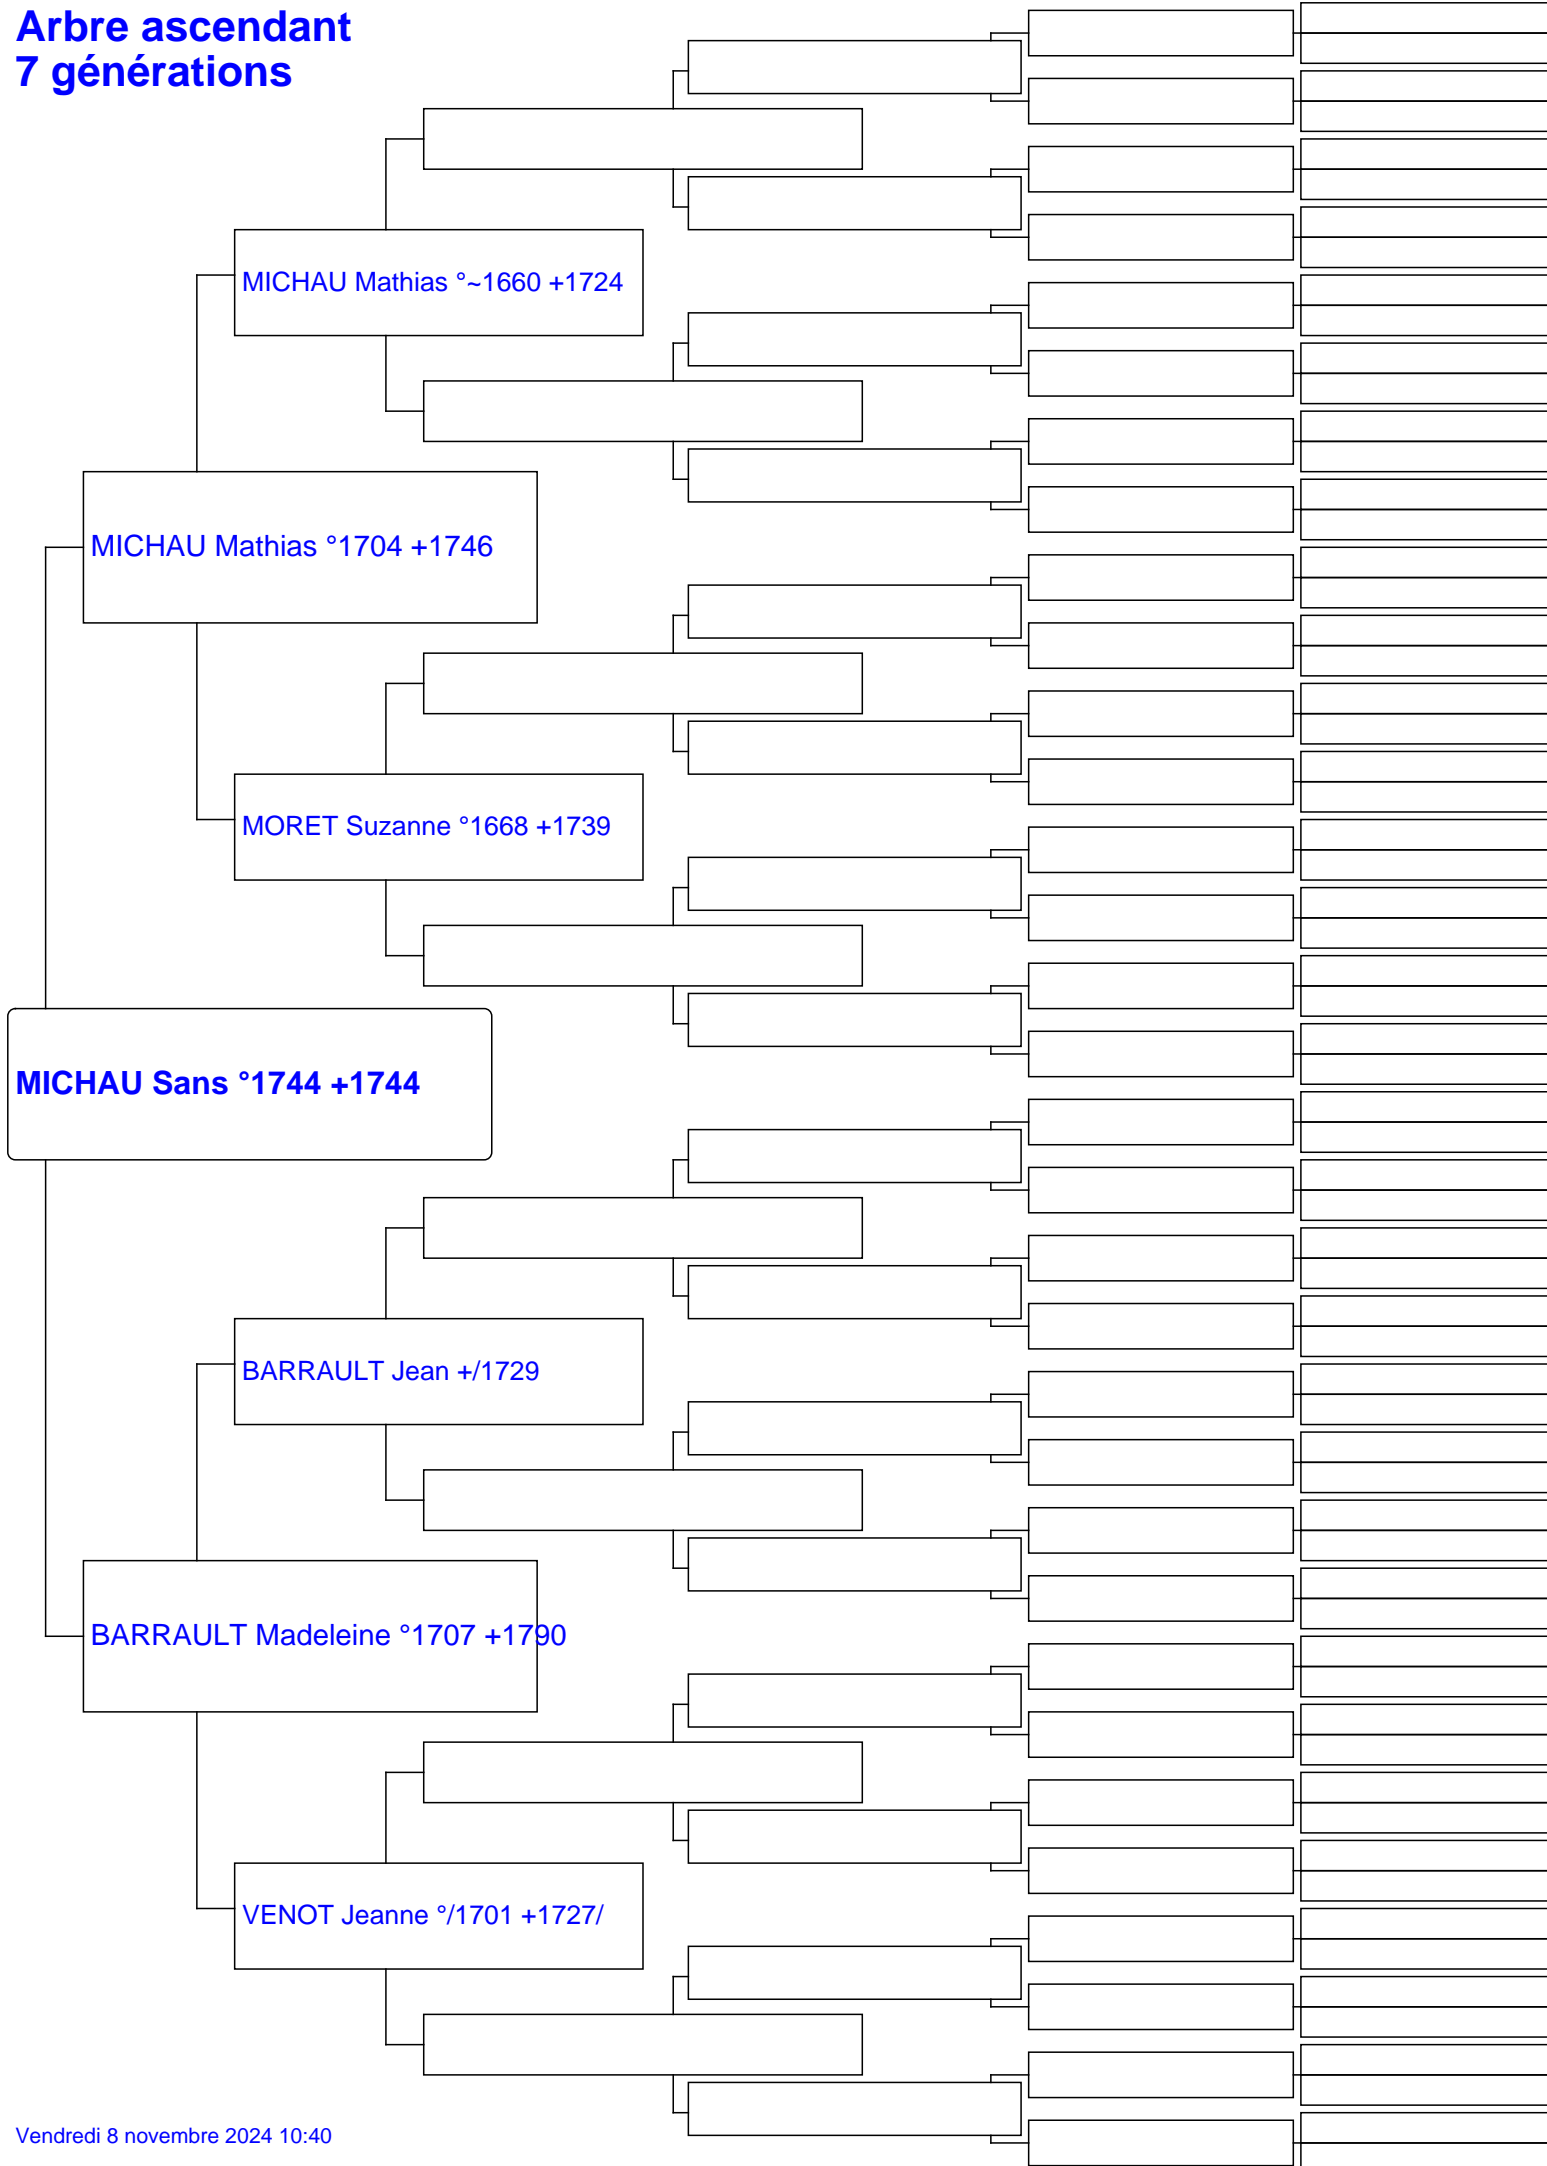 Arbre ascendant
7 générations
MICHAU Mathias °~1660 +1724
MICHAU Mathias °1704 +1746
MORET Suzanne °1668 +1739
MICHAU Sans °1744 +1744
BARRAULT Jean +/1729
BARRAULT Madeleine °1707 +1790
VENOT Jeanne °/1701 +1727/
Vendredi 8 novembre 2024 10:40